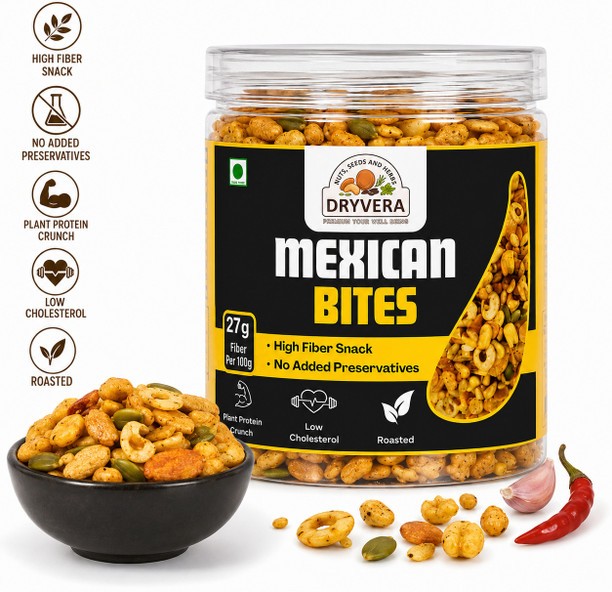 HIGH FIBER
SNACK
NO ADDED
PRESERVATIVES
PLANT PROTEIN
CRUNCH
LOW
CHOLESTEROL
ROASTED
NUTS, SEEDS AND HERBS
DRYVERA
PREMIUM YOUR WELL BEING
MEXICAN
BITES
27g
Fiber
Per 100g
• High Fiber Snack
• No Added Preservatives
Plant Protein
Crunch
Low
Cholesterol
Roasted